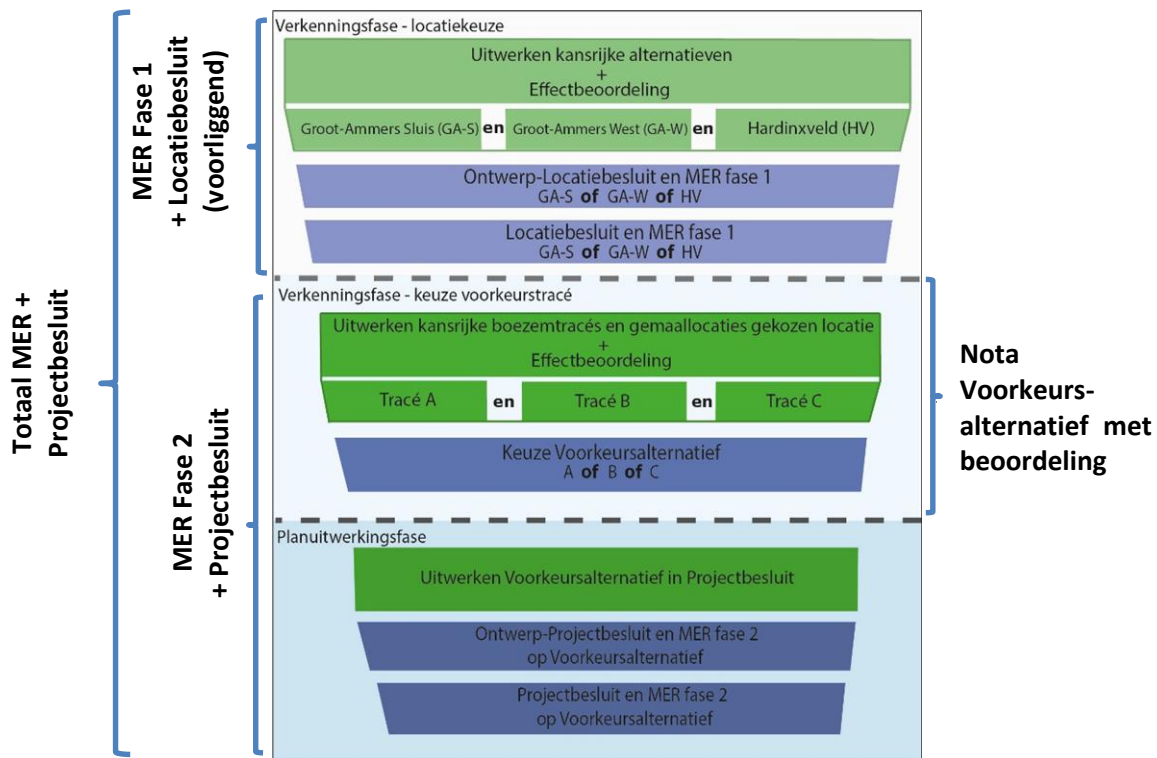 Totaal MER +
Projectbesluit
MER Fase 1
+ Locatiebesluit
(voorliggend)
Verkenningsfase - locatiekeuze
Uitwerken kansrijke alternatieven
+
Effectbeoordeling
Groot-Ammers Sluis (GA-S) en Groot-Ammers West (GA-W) en Hardinxveld (HV)
Ontwerp-Locatiebesluit en MER fase 1
GA-S of GA-W of HV
Locatiebesluit en MER fase 1
GA-S of GA-W of HV
MER Fase 2
+ Projectbesluit
Verkenningsfase - keuze voorkeurstracé
Uitwerken kansrijke boezemtracés en gemaallocaties gekozen locatie
+
Effectbeoordeling
Tracé A en Tracé B en Tracé C
Keuze Voorkeursalternatief
A of B of C
Nota
Voorkeurs-
alternatief met
beoordeling
Planuitwerkingsfase
Uitwerken Voorkeursalternatief in Projectbesluit
Ontwerp-Projectbesluit en MER fase 2
op Voorkeursalternatief
Projectbesluit en MER fase 2
op Voorkeursalternatief